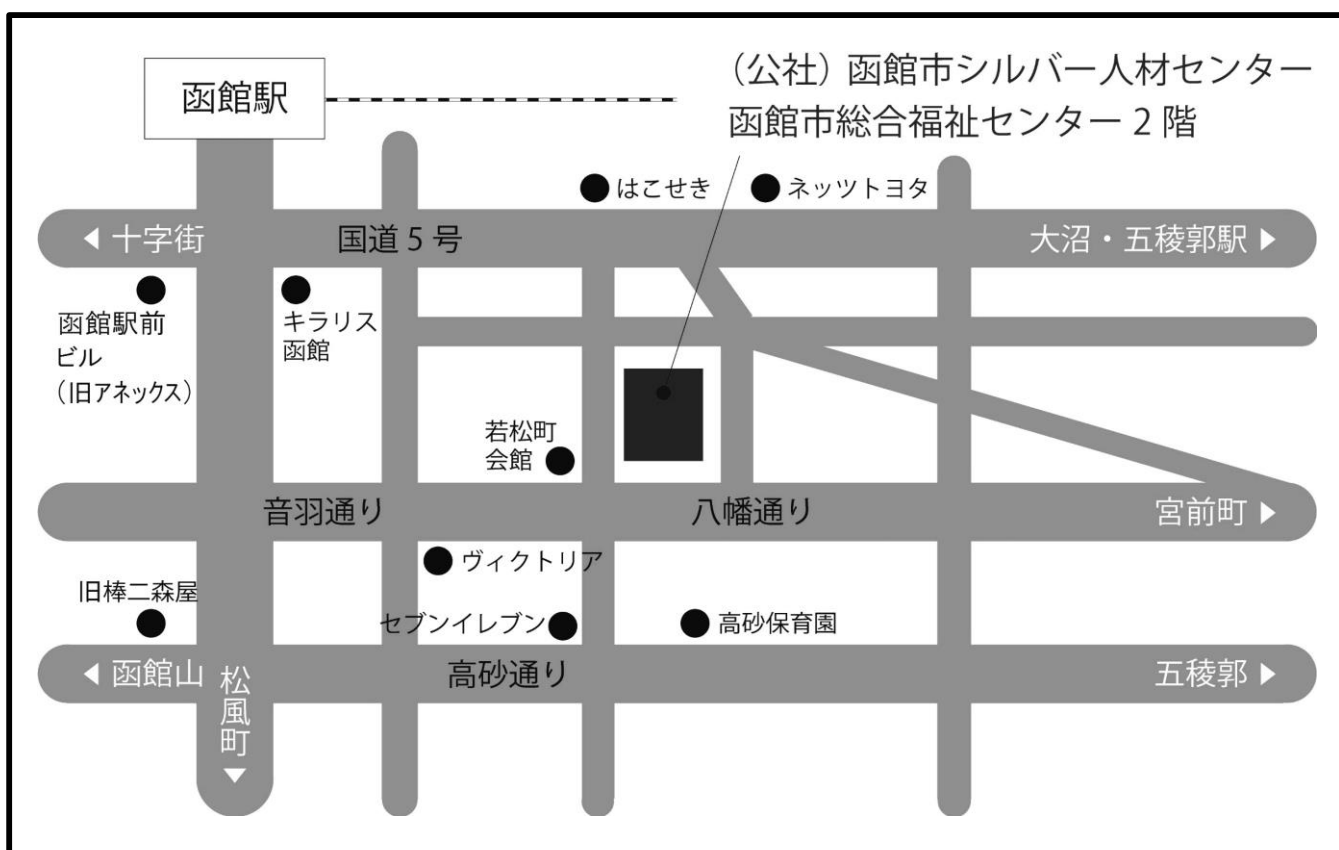 函館駅
（公社）函館市シルバー人材センター
函館市総合福祉センター 2 階
はこせき
ネッツトヨタ
◀ 十字街
国道 5 号
大沼・五稜郭駅 ▶
函館駅前
ビル
（旧アネックス）
キラリス
函館
若松町
会館
音羽通り
八幡通り
宮前町 ▶
ヴィクトリア
旧棒二森屋
セブンイレブン
高砂保育園
◀ 函館山
松風町
▼
高砂通り
五稜郭 ▶